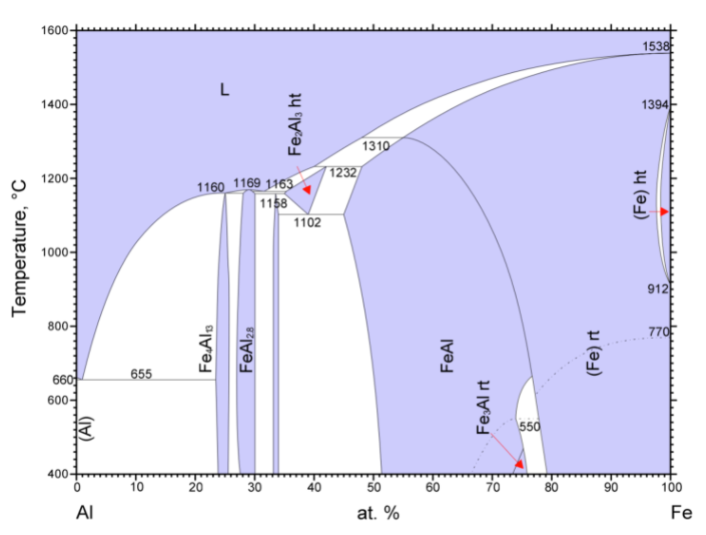 1600
1538
L
1400
1394
Fe₂Al₃ ht
1310
1200
1232
1160
1169
1163
1158
(Fe) ht
1102
Temperature, °C
1000
912
800
770
Fe₄Al₁₃
FeAl₂.₈
FeAl
(Fe) rt
660
655
600
Fe₃Al rt
550
(Al)
400
0
10
20
30
40
50
60
70
80
90
100
Al
at. %
Fe